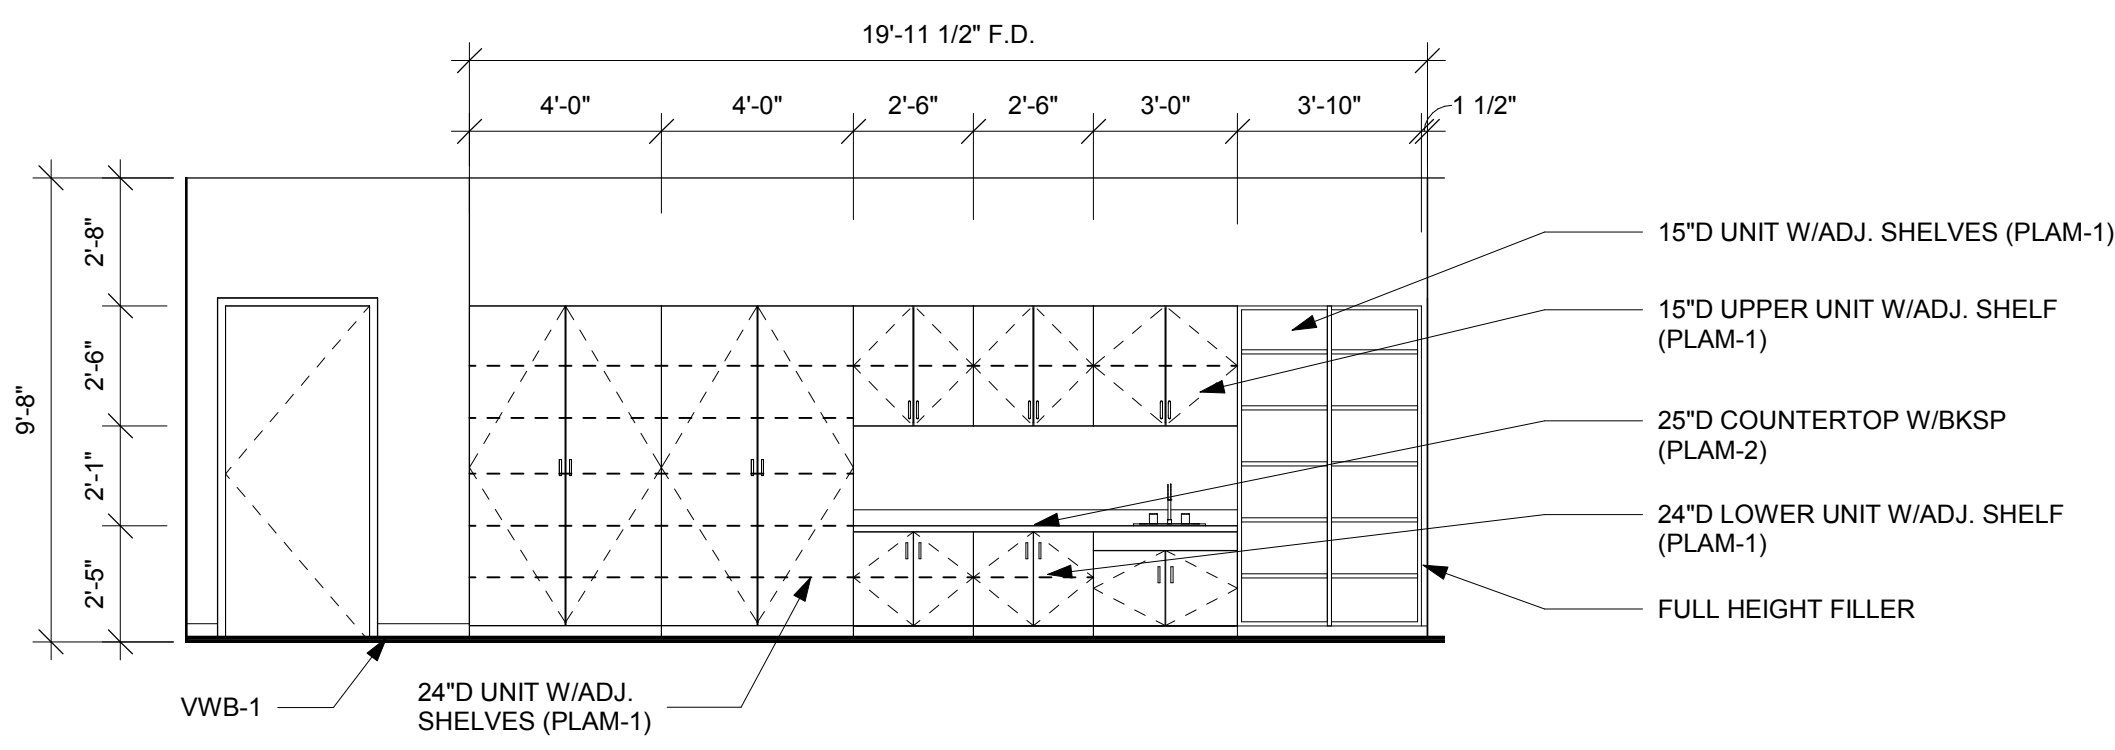 19'-11 1/2" F.D.
4'-0"
4'-0"
2'-6"
2'-6"
3'-0"
3'-10"
1 1/2"
9'-8"
2'-8"
2'-6"
2'-1"
2'-5"
15"D UNIT W/ADJ. SHELVES (PLAM-1)
15"D UPPER UNIT W/ADJ. SHELF
(PLAM-1)
25"D COUNTERTOP W/BKSP
(PLAM-2)
24"D LOWER UNIT W/ADJ. SHELF
(PLAM-1)
FULL HEIGHT FILLER
VWB-1
24"D UNIT W/ADJ.
SHELVES (PLAM-1)